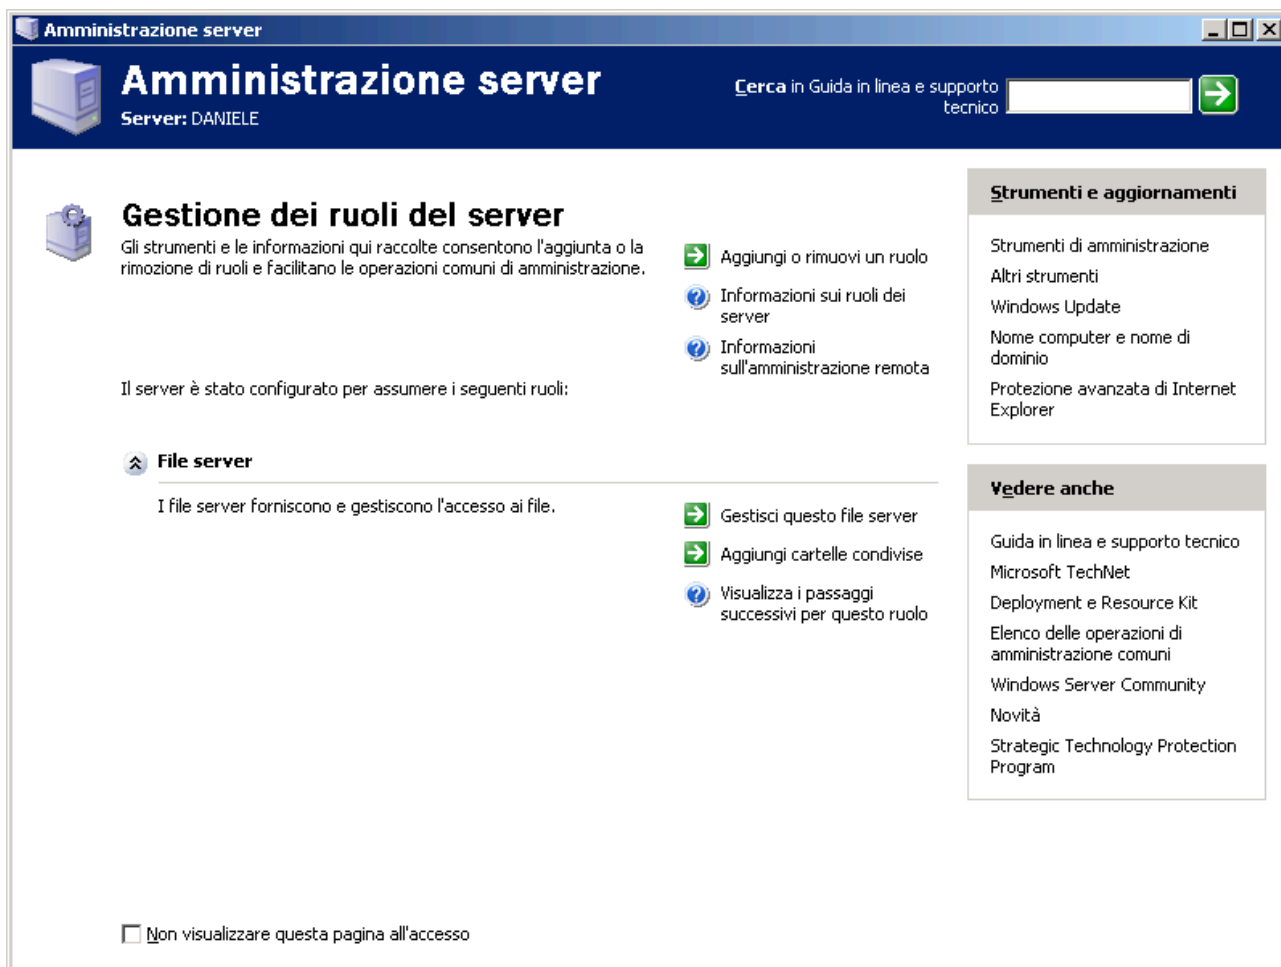 Amministrazione server
Amministrazione server
Server: DANIELE
Cerca in Guida in linea e supporto
tecnico
Gestione dei ruoli del server
Gli strumenti e le informazioni qui raccolte consentono l'aggiunta o la
rimozione di ruoli e facilitano le operazioni comuni di amministrazione.
Aggiungi o rimuovi un ruolo
Informazioni sui ruoli dei
server
Informazioni
sull'amministrazione remota
Il server è stato configurato per assumere i seguenti ruoli:
File server
I file server forniscono e gestiscono l'accesso ai file.
Gestisci questo file server
Aggiungi cartelle condivise
Visualizza i passaggi
successivi per questo ruolo
Strumenti e aggiornamenti
Strumenti di amministrazione
Altri strumenti
Windows Update
Nome computer e nome di
dominio
Protezione avanzata di Internet
Explorer
Vedere anche
Guida in linea e supporto tecnico
Microsoft TechNet
Deployment e Resource Kit
Elenco delle operazioni di
amministrazione comuni
Windows Server Community
Novità
Strategic Technology Protection
Program
Non visualizzare questa pagina all'accesso